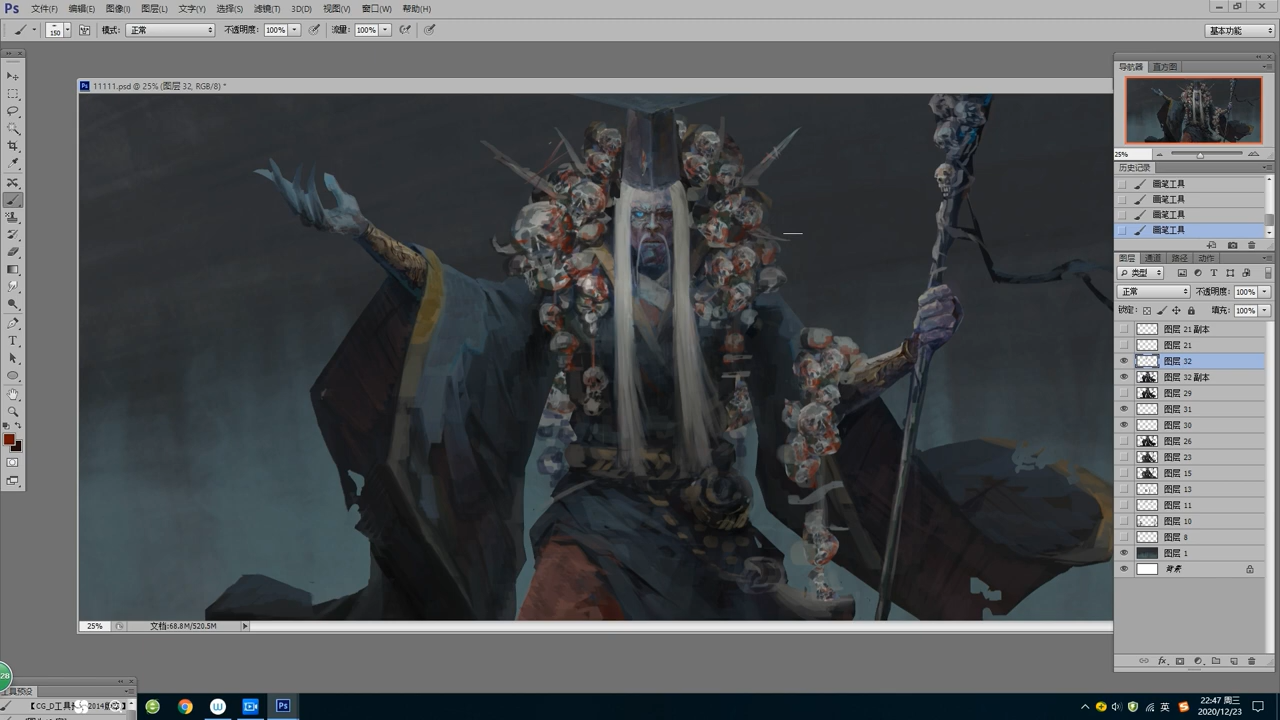 Ps 文件(F) 编辑(E) 图像(I) 图层(L) 文字(Y) 选择(S) 滤镜(T) 3D(D) 视图(V) 窗口(W) 帮助(H)
150 模式: 正常 不透明度: 100% 流量: 100% 基本功能
Ps 11111.psd @ 25% (图层 32, RGB/8) *
导航器 直方图
25%
历史记录
画笔工具
画笔工具
画笔工具
画笔工具
图层 通道 路径 动作
类型
正常 不透明度: 100%
锁定: 填充: 100%
图层 21 副本
图层 21
图层 32
图层 32 副本
图层 29
图层 31
图层 30
图层 26
图层 23
图层 15
图层 13
图层 11
图层 10
图层 8
图层 1
背景
25% 文档:68.8M/520.5M
fx
28
工具预设
Ps
英
22:47 周三
2020/12/23